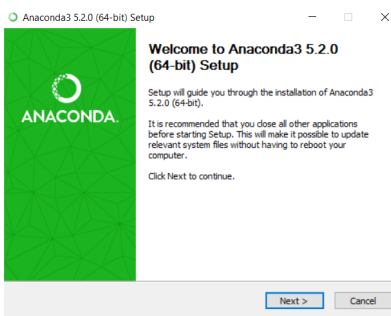 Anaconda3 5.2.0 (64-bit) Setup
ANACONDA.
Welcome to Anaconda3 5.2.0
(64-bit) Setup
Setup will guide you through the installation of Anaconda3
5.2.0 (64-bit).
It is recommended that you close all other applications
before starting Setup. This will make it possible to update
relevant system files without having to reboot your
computer.
Click Next to continue.
Next >
Cancel